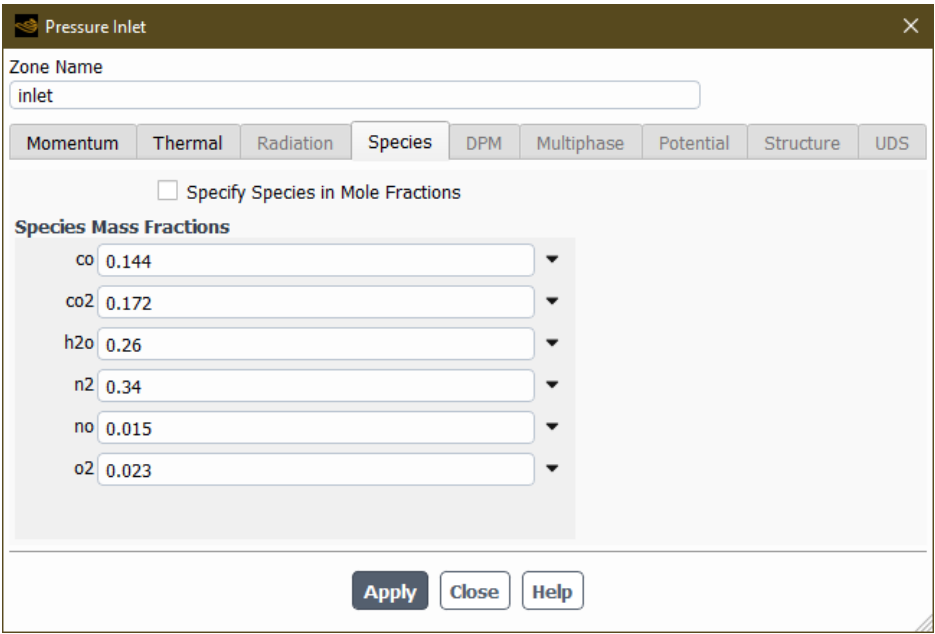 Pressure Inlet
Zone Name
inlet
Momentum Thermal Radiation Species DPM Multiphase Potential Structure UDS
Specify Species in Mole Fractions
Species Mass Fractions
co 0.144
co2 0.172
h2o 0.26
n2 0.34
no 0.015
o2 0.023
Apply Close Help